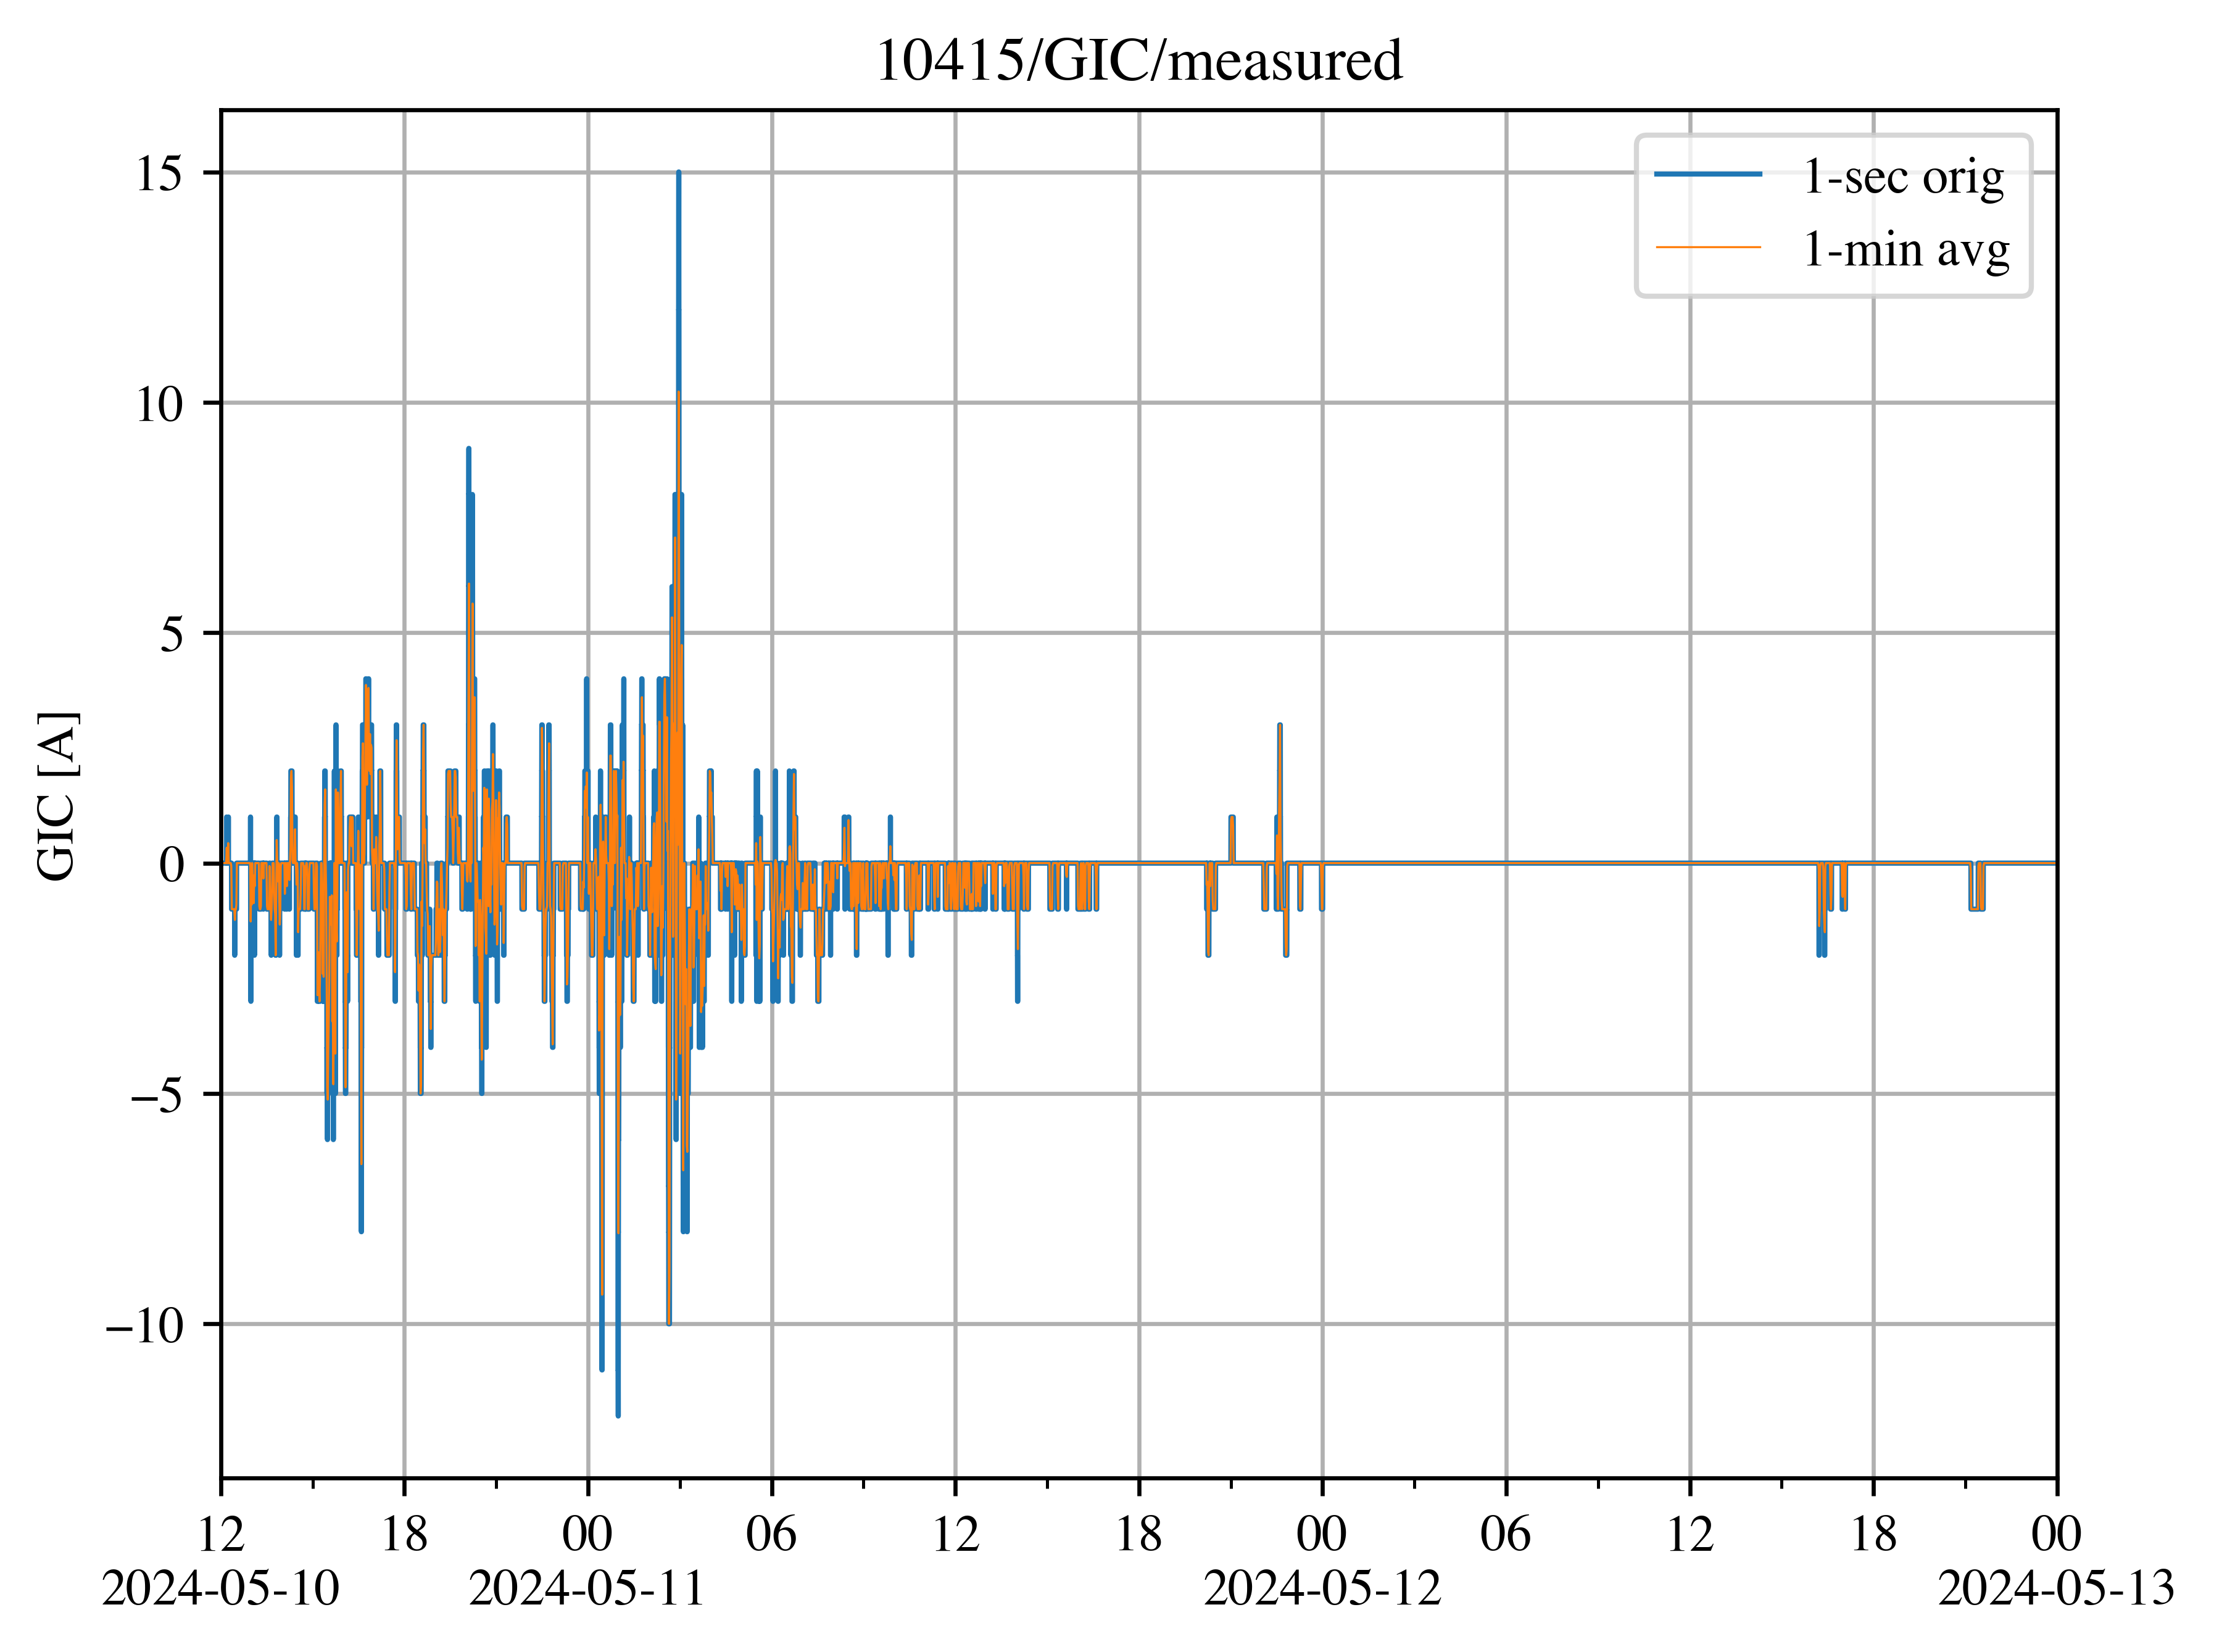 10415/GIC/measured
1-sec orig
1-min avg
15
10
5
0
−5
−10
GIC [A]
12 18 00 06 12 18 00 06 12 18 00
2024-05-10 2024-05-11 2024-05-12 2024-05-13